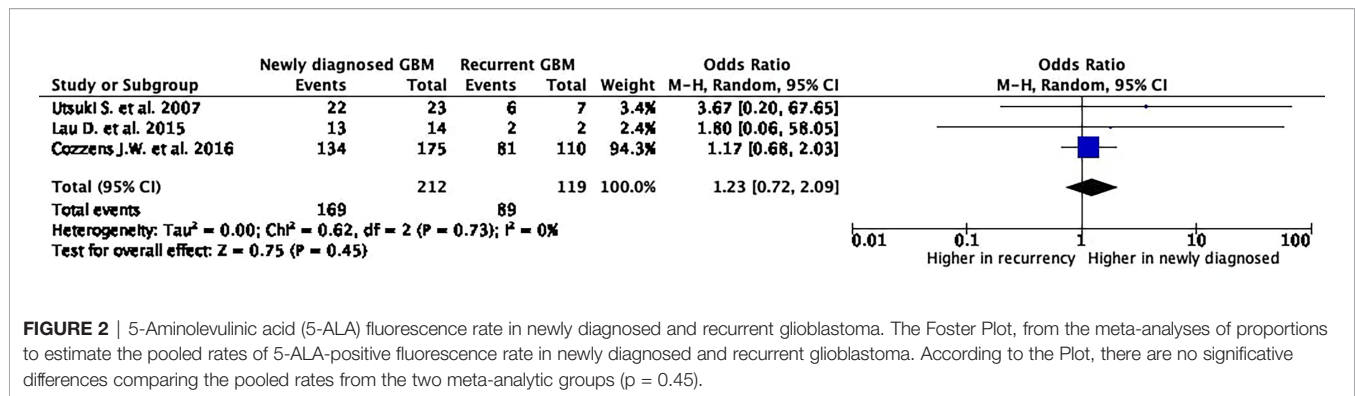 Newly diagnosed GBM Recurrent GBM Odds Ratio Odds Ratio
Study or Subgroup Events Total Events Total Weight M-H, Random, 95% CI M-H, Random, 95% CI
Utsuki S. et al. 2007 22 23 6 7 3.4% 3.67 [0.20, 67.65]
Lau D. et al. 2015 13 14 2 2 2.4% 1.80 [0.06, 58.05]
Cozzens J.W. et al. 2016 134 175 81 110 94.3% 1.17 [0.68, 2.03]
Total (95% CI) 212 119 100.0% 1.23 [0.72, 2.09]
Total events 169 89
Heterogeneity: Tau² = 0.00; Chi² = 0.62, df = 2 (P = 0.73); I² = 0%
Test for overall effect: Z = 0.75 (P = 0.45)
0.01 0.1 1 10 100
Higher in recurrency Higher in newly diagnosed
FIGURE 2 | 5-Aminolevulinic acid (5-ALA) fluorescence rate in newly diagnosed and recurrent glioblastoma. The Foster Plot, from the meta-analyses of proportions
to estimate the pooled rates of 5-ALA-positive fluorescence rate in newly diagnosed and recurrent glioblastoma. According to the Plot, there are no significative
differences comparing the pooled rates from the two meta-analytic groups (p = 0.45).